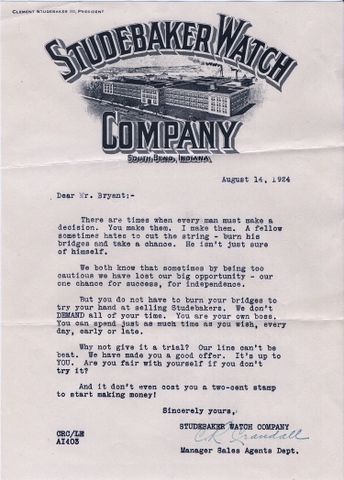 CLEMENT STUDEBAKER III, PRESIDENT
STUDEBAKER WATCH
COMPANY
SOUTH BEND, INDIANA
August 14, 1924
Dear Mr. Bryant:-
There are times when every man must make a
decision. You make them. I make them. A fellow
sometimes hates to cut the string - burn his
bridges and take a chance. He isn't just sure
of himself.
We both know that sometimes by being too
cautious we have lost our big opportunity - our
one chance for success, for independence.
But you do not have to burn your bridges to
try your hand at selling Studebakers. We don't
DEMAND all of your time. You are your own boss.
You can spend just as much time as you wish, every
day, early or late.
Why not give it a trial? Our line can't be
beat. We have made you a good offer. It's up to
YOU. Are you fair with yourself if you don't
try it?
And it don't even cost you a two-cent stamp
to start making money!
Sincerely yours,
STUDEBAKER WATCH COMPANY
C.R. Crandall
CRC/LE
AI403
Manager Sales Agents Dept.